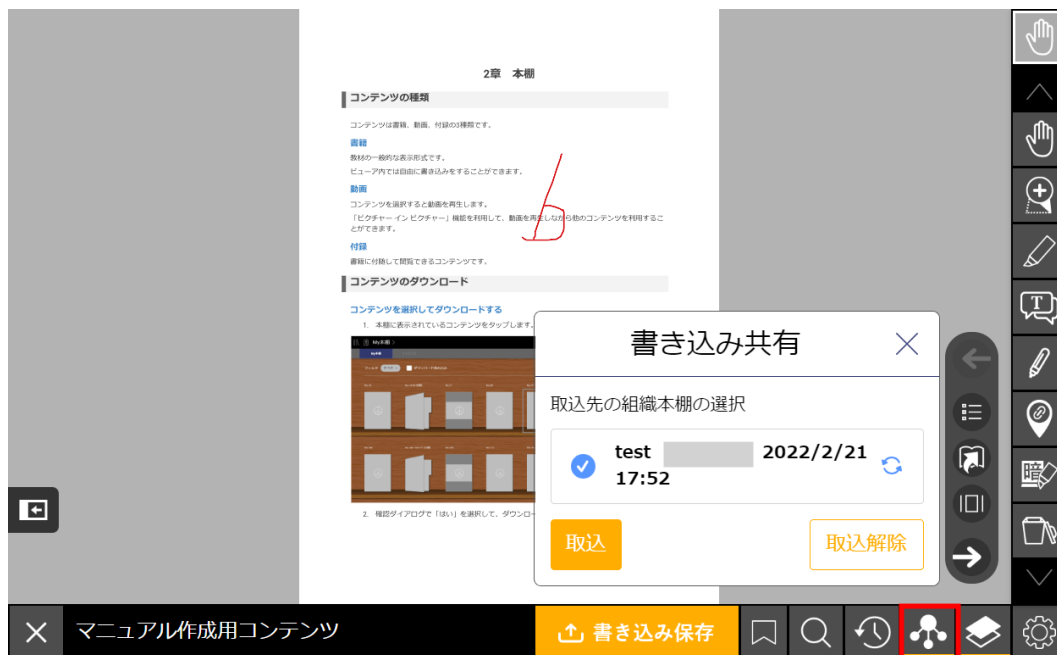 2章　本棚
コンテンツの種類
コンテンツは書籍、動画、付録の3種類です。
書籍
教材の一般的な表示形式です。
ビューア内では自由に書き込みをすることができます。
動画
コンテンツを選択すると動画を再生します。
「ピクチャー イン ピクチャー」機能を利用して、動画を再生しながら他のコンテンツを利用するこ
とができます。
付録
書籍に付随して閲覧できるコンテンツです。
コンテンツのダウンロード
コンテンツを選択してダウンロードする
1. 本棚に表示されているコンテンツをタップします。
My本棚
2. 確認ダイアログで「はい」を選択して、ダウンロー
書き込み共有
取込先の組織本棚の選択
test 2022/2/21
17:52
取込
取込解除
マニュアル作成用コンテンツ
書き込み保存